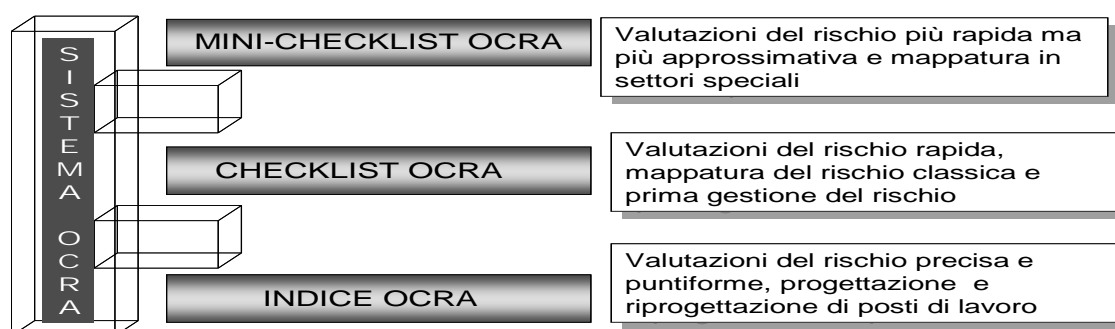 SISTEMA OCRA
MINI-CHECKLIST OCRA
Valutazioni del rischio più rapida ma
più approssimativa e mappatura in
settori speciali
CHECKLIST OCRA
Valutazioni del rischio rapida,
mappatura del rischio classica e
prima gestione del rischio
INDICE OCRA
Valutazioni del rischio precisa e
puntiforme, progettazione e
riprogettazione di posti di lavoro